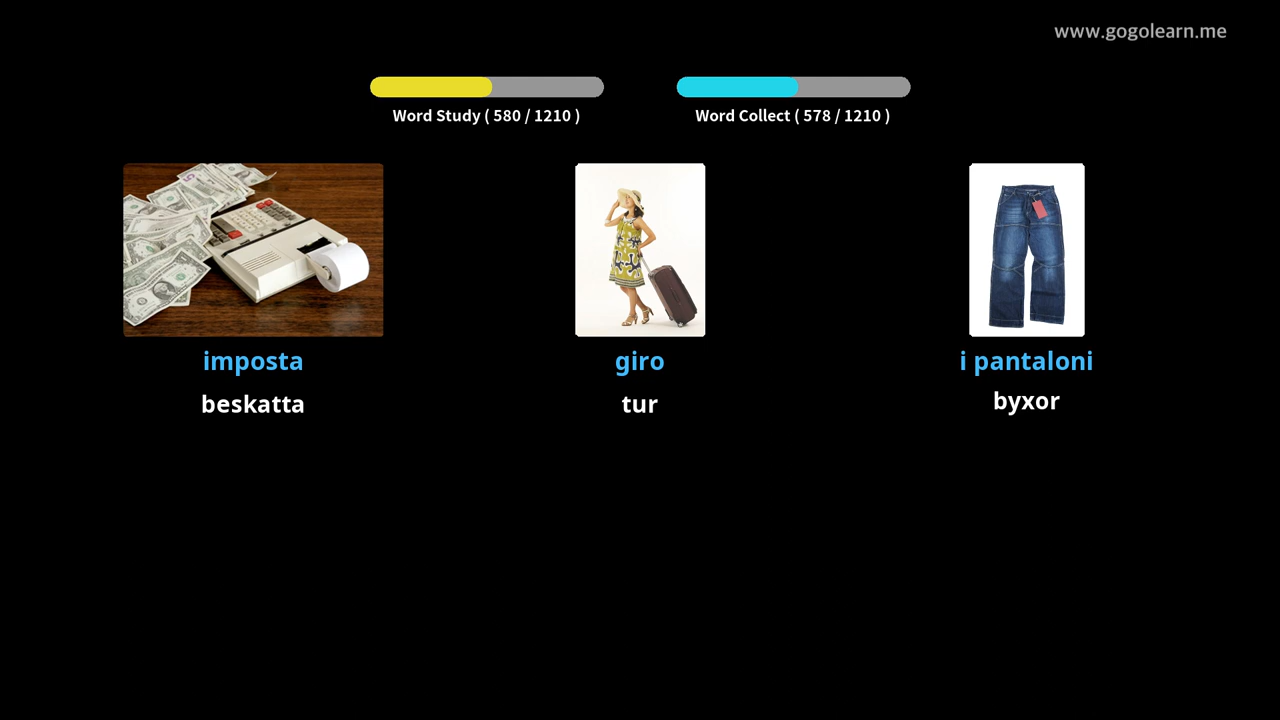 www.gogolearn.me
Word Study ( 580 / 1210 )
Word Collect ( 578 / 1210 )
imposta
giro
i pantaloni
beskatta
tur
byxor